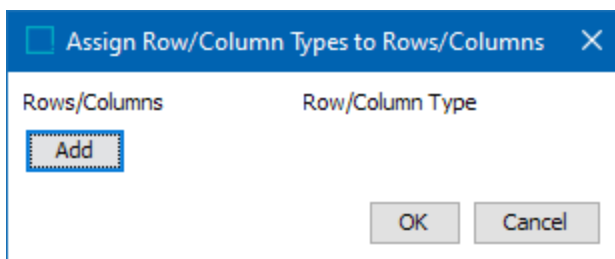 Assign Row/Column Types to Rows/Columns
Rows/Columns Row/Column Type
Add
OK Cancel